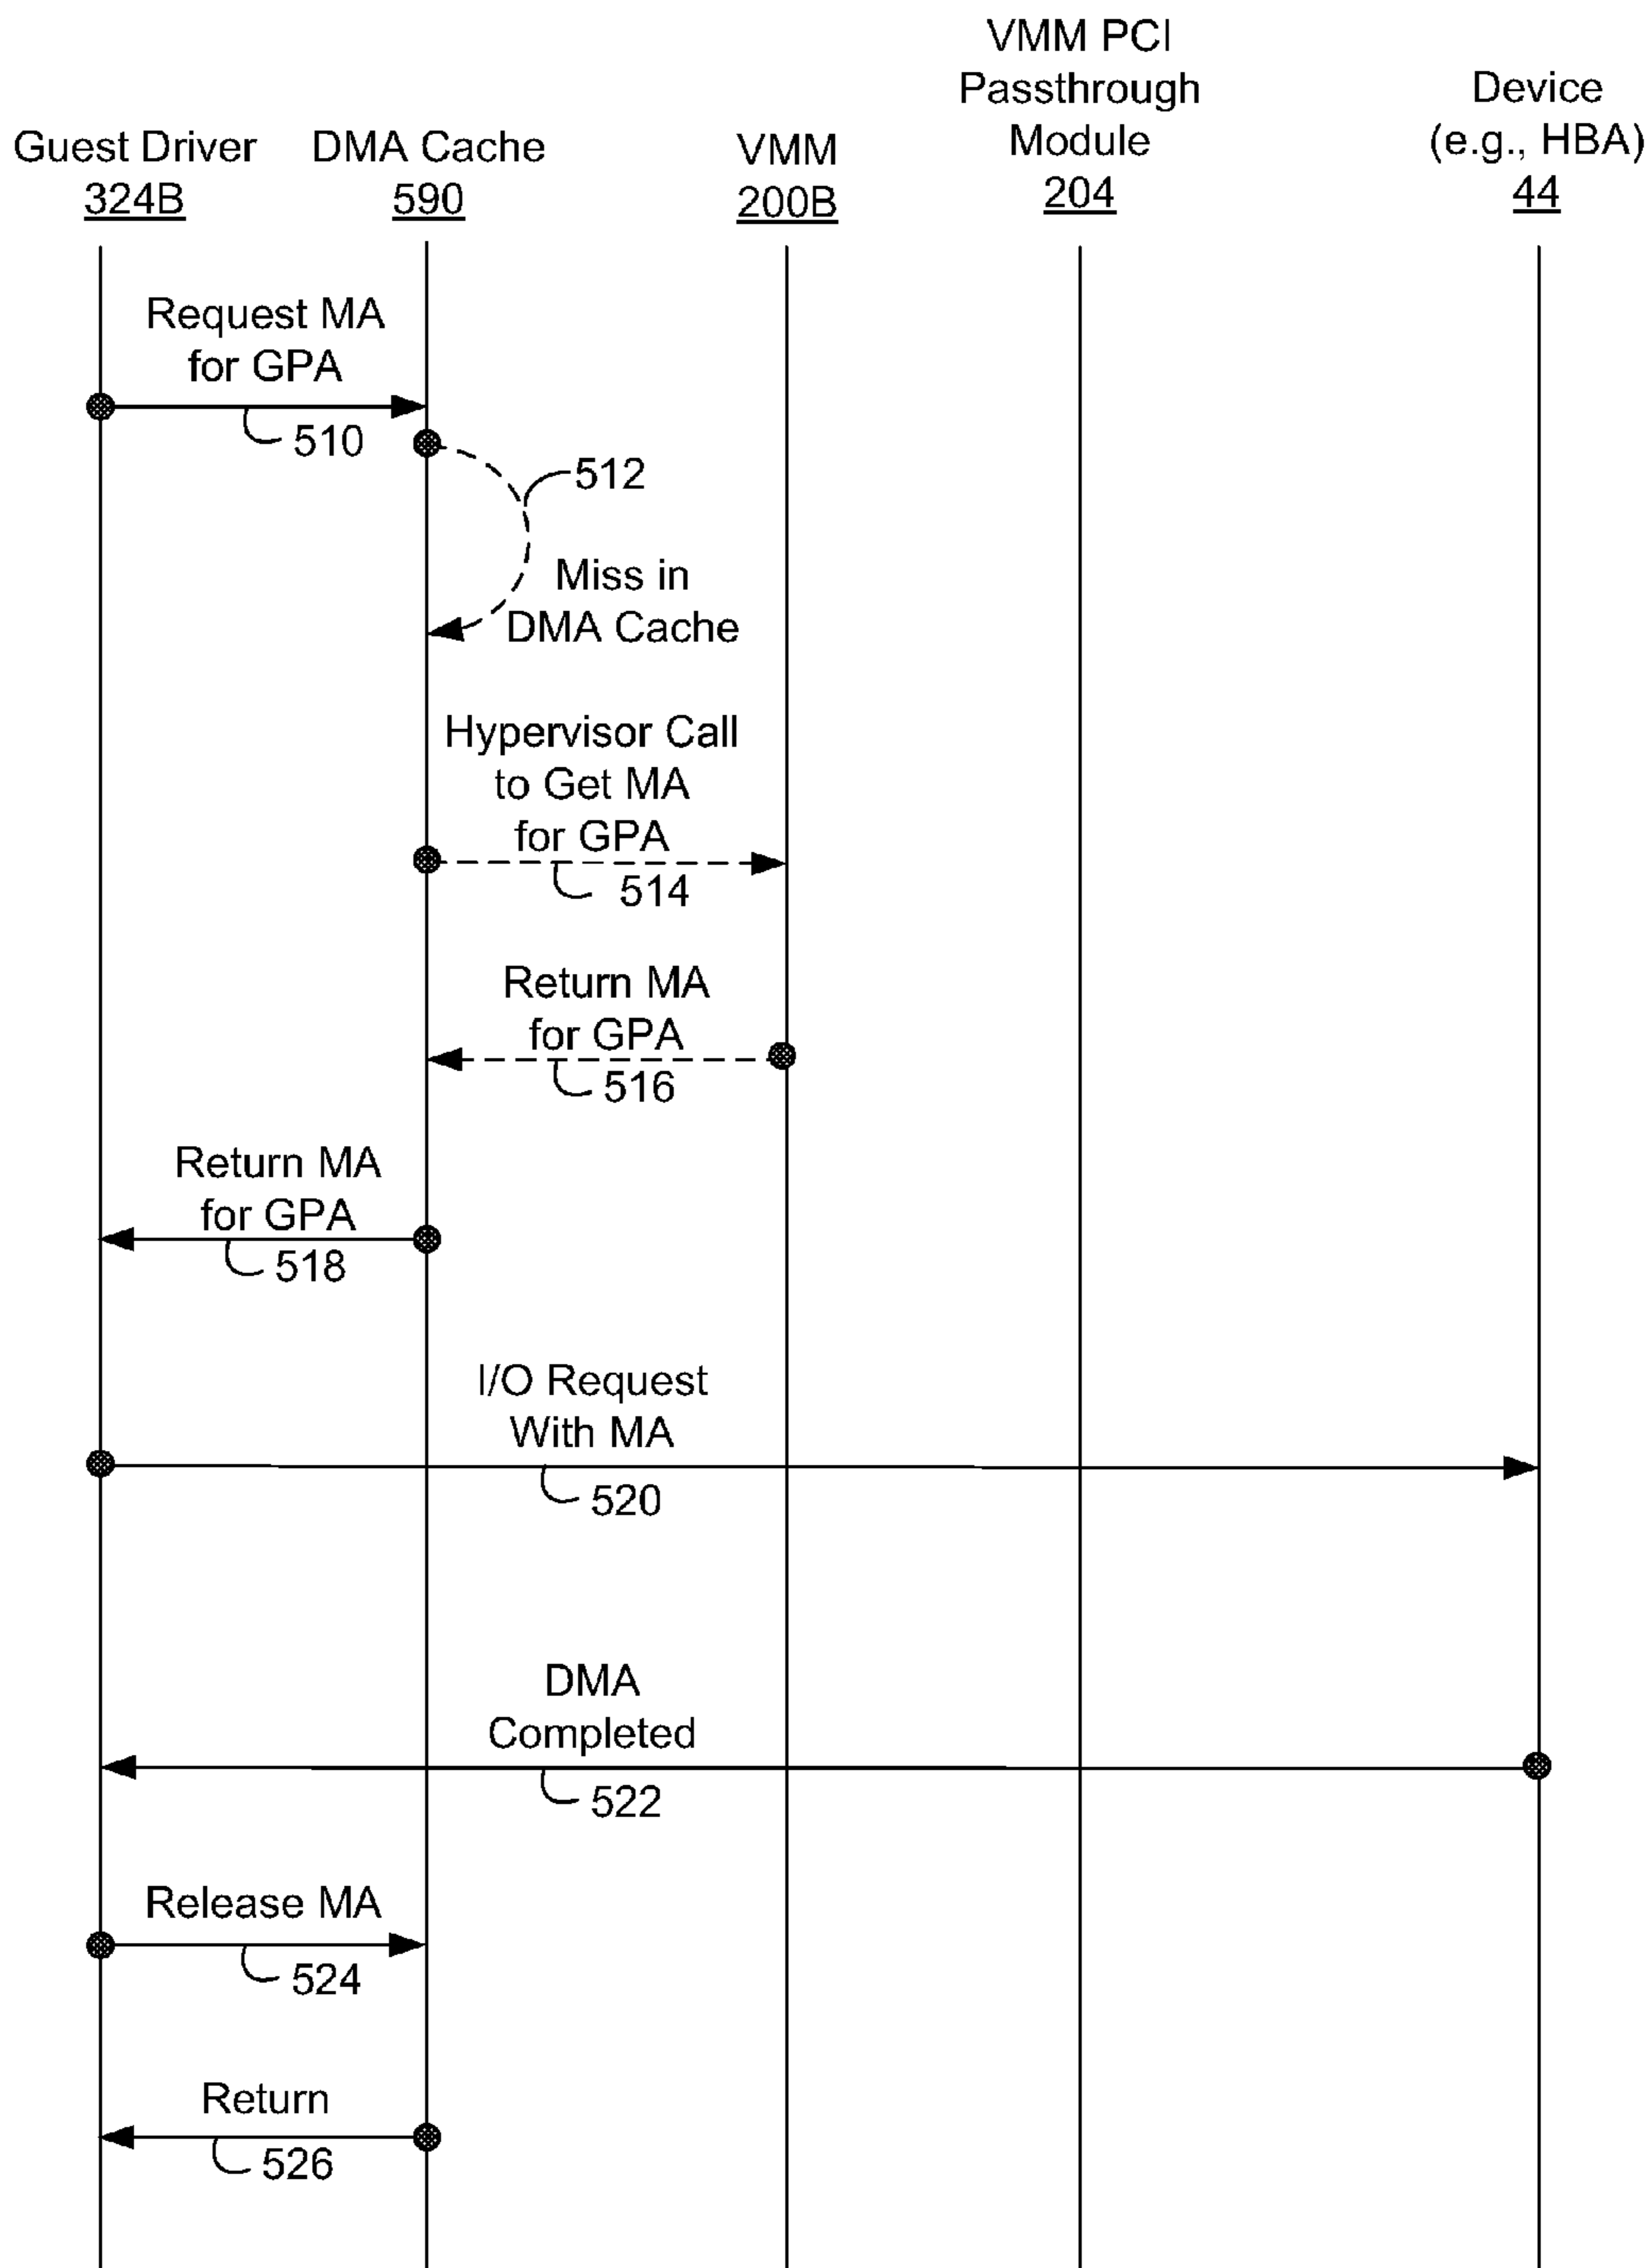 Guest Driver
324B
DMA Cache
590
VMM
200B
VMM PCI
Passthrough
Module
204
Device
(e.g., HBA)
44
Request MA
for GPA
510
512
Miss in
DMA Cache
Hypervisor Call
to Get MA
for GPA
514
Return MA
for GPA
516
Return MA
for GPA
518
I/O Request
With MA
520
DMA
Completed
522
Release MA
524
Return
526